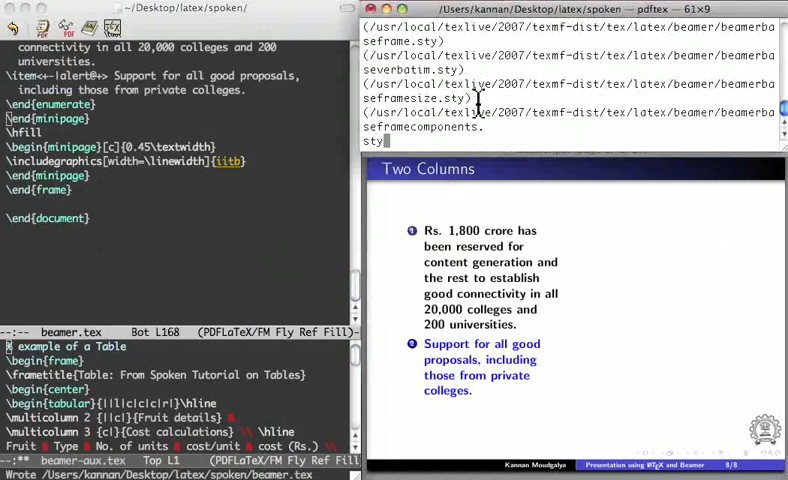 ~/Desktop/latex/spoken/
connectivity in all 20,000 colleges and 200
universities.
\item<+-|alert@+> Support for all good proposals,
including those from private colleges.
\end{enumerate}
\end{minipage}
\hfill
\begin{minipage}[c]{0.45\textwidth}
\includegraphics[width=\linewidth]{iitb}
\end{minipage}
\end{frame}
\end{document}
--:-- beamer.tex Bot L168 (PDFLaTeX/FM Fly Ref Fill)-
% example of a Table
\begin{frame}
\frametitle{Table: From Spoken Tutorial on Tables}
\begin{center}
\begin{tabular}{||l|c|c|c|r|}\hline
\multicolumn 2 {||c|}{Fruit details} &
\multicolumn 3 {c|}{Cost calculations} \\ \hline
Fruit & Type & No. of units & cost/unit & cost (Rs.) \\
--:** beamer-aux.tex Top L1 (PDFLaTeX/FM Fly Ref Fill)
Wrote /Users/kannan/Desktop/latex/spoken/beamer.tex
/Users/kannan/Desktop/latex/spoken — pdftex — 61×9
(/usr/local/texlive/2007/texmf-dist/tex/latex/beamer/beamerba
seframe.sty)
(/usr/local/texlive/2007/texmf-dist/tex/latex/beamer/beamerba
severbatim.sty)
(/usr/local/texlive/2007/texmf-dist/tex/latex/beamer/beamerba
seframesize.sty)
(/usr/local/texlive/2007/texmf-dist/tex/latex/beamer/beamerba
seframecomponents.
sty
Two Columns
1 Rs. 1,800 crore has
been reserved for
content generation and
the rest to establish
good connectivity in all
20,000 colleges and
200 universities.
2 Support for all good
proposals, including
those from private
colleges.
Kannan Moudgalya Presentation using LaTeX and Beamer 8/8